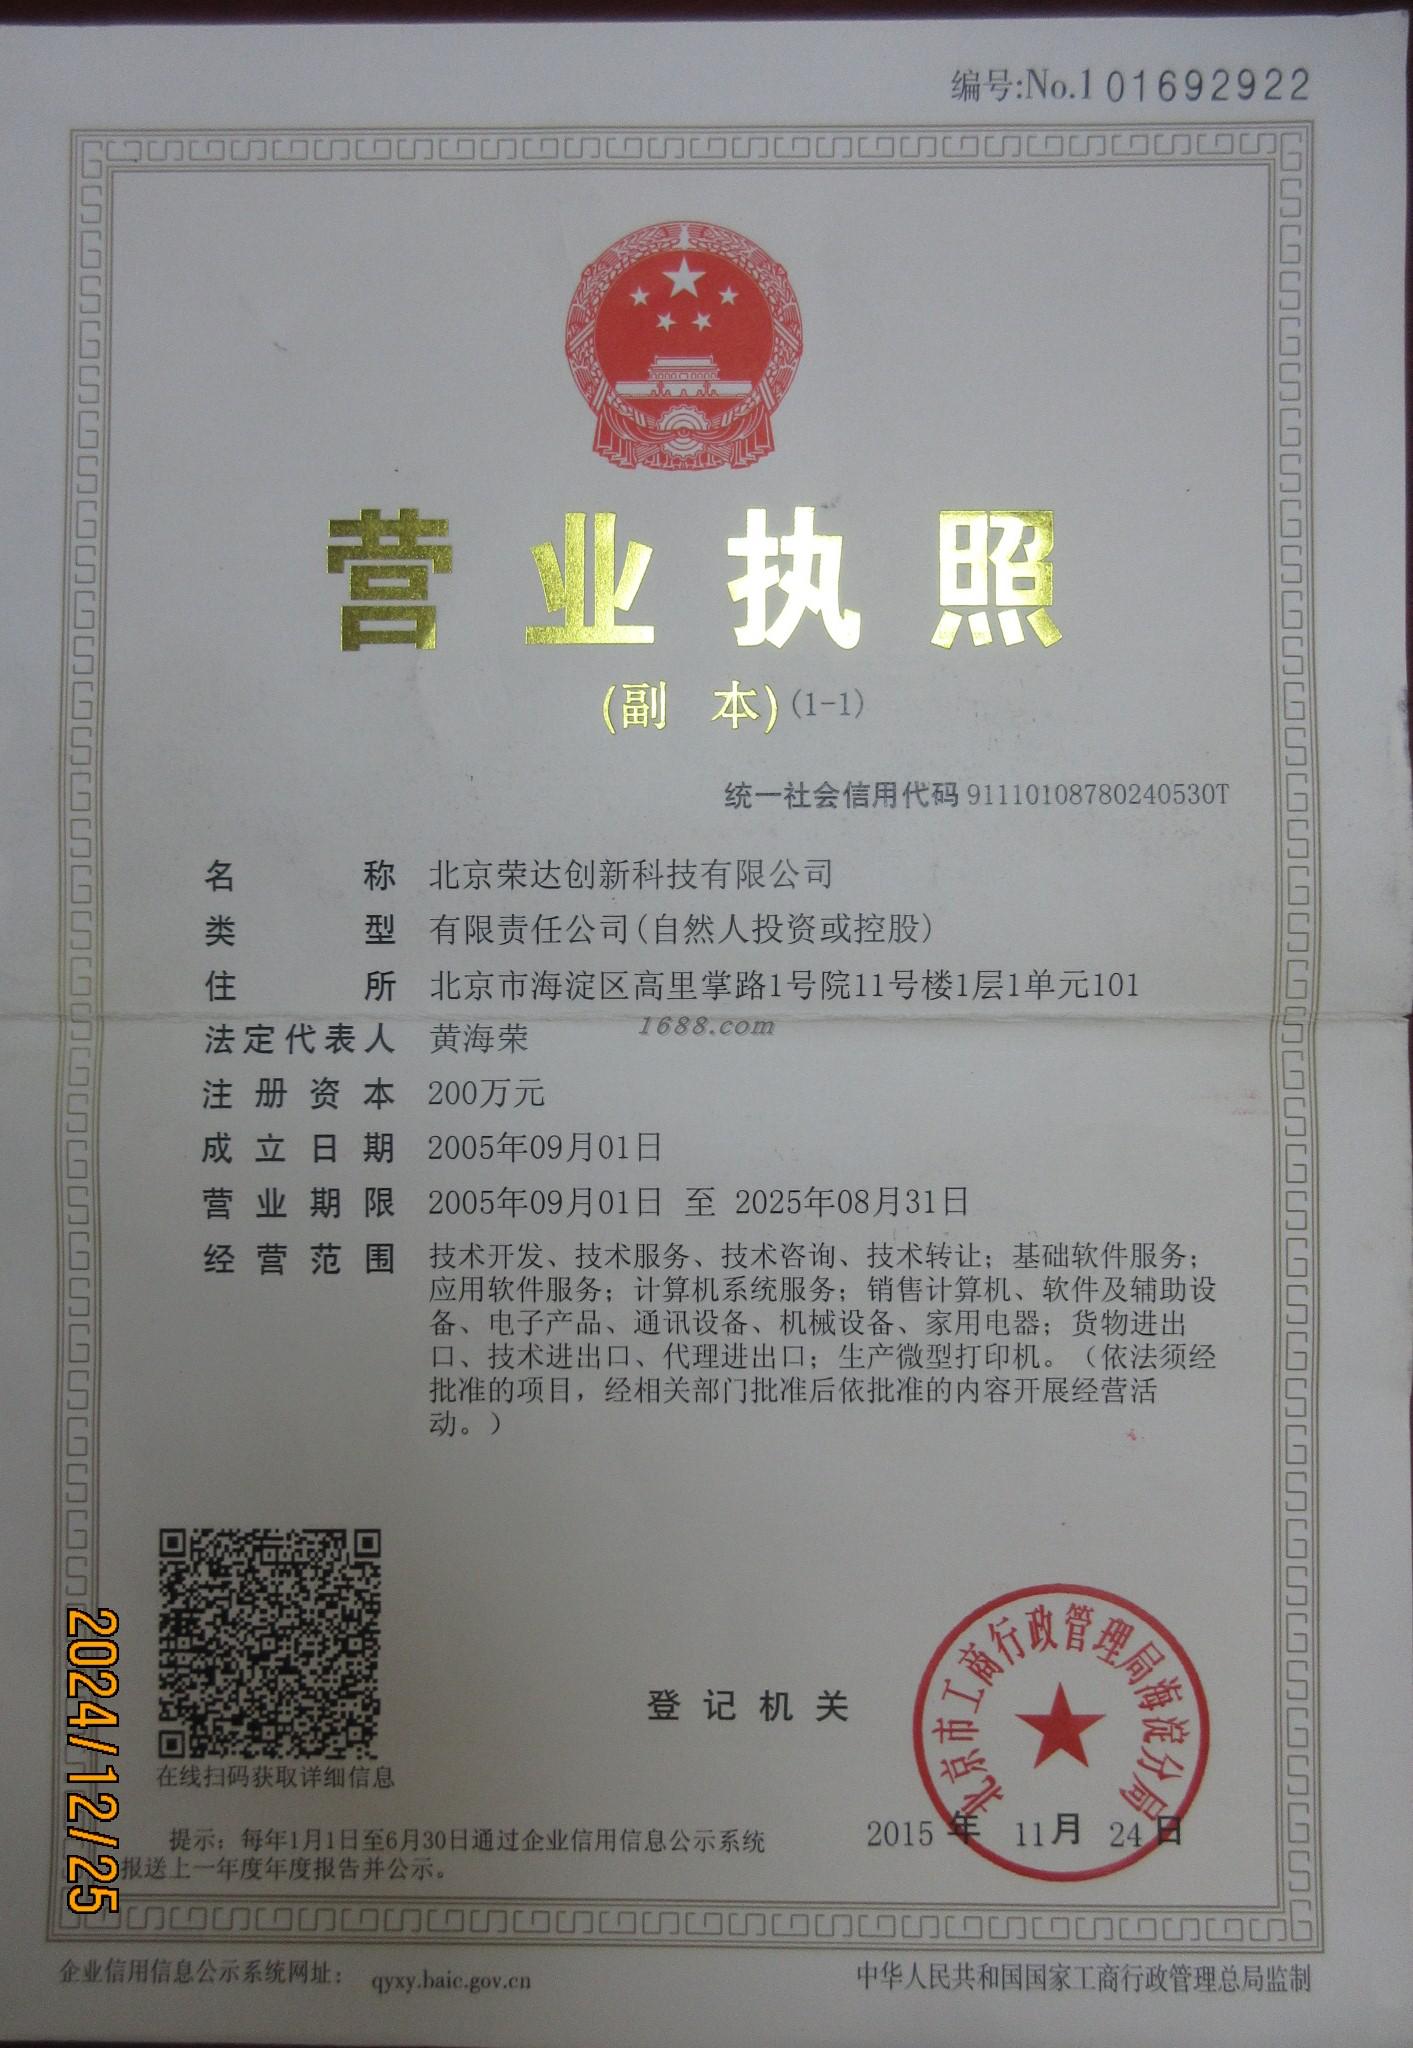 编号:No.1 01692922
营业执照
(副 本)(1-1)
统一社会信用代码 91110108780240530T
名 称 北京荣达创新科技有限公司
类 型 有限责任公司(自然人投资或控股)
住 所 北京市海淀区高里掌路1号院11号楼1层1单元101
1688.com
法定代表人 黄海荣
注册资本 200万元
成立日期 2005年09月01日
营业期限 2005年09月01日 至 2025年08月31日
经营范围 技术开发、技术服务、技术咨询、技术转让；基础软件服务；
应用软件服务；计算机系统服务；销售计算机、软件及辅助设
备、电子产品、通讯设备、机械设备、家用电器；货物进出
口、技术进出口、代理进出口；生产微型打印机。（依法须经
批准的项目，经相关部门批准后依批准的内容开展经营活
动。）
在线扫码获取详细信息
登记机关
北京市工商行政管理局海淀分局
2015 年 11 月 24 日
提示：每年1月1日至6月30日通过企业信用信息公示系统
报送上一年度年度报告并公示。
2024/12/25
企业信用信息公示系统网址： qyxy.baic.gov.cn
中华人民共和国国家工商行政管理总局监制